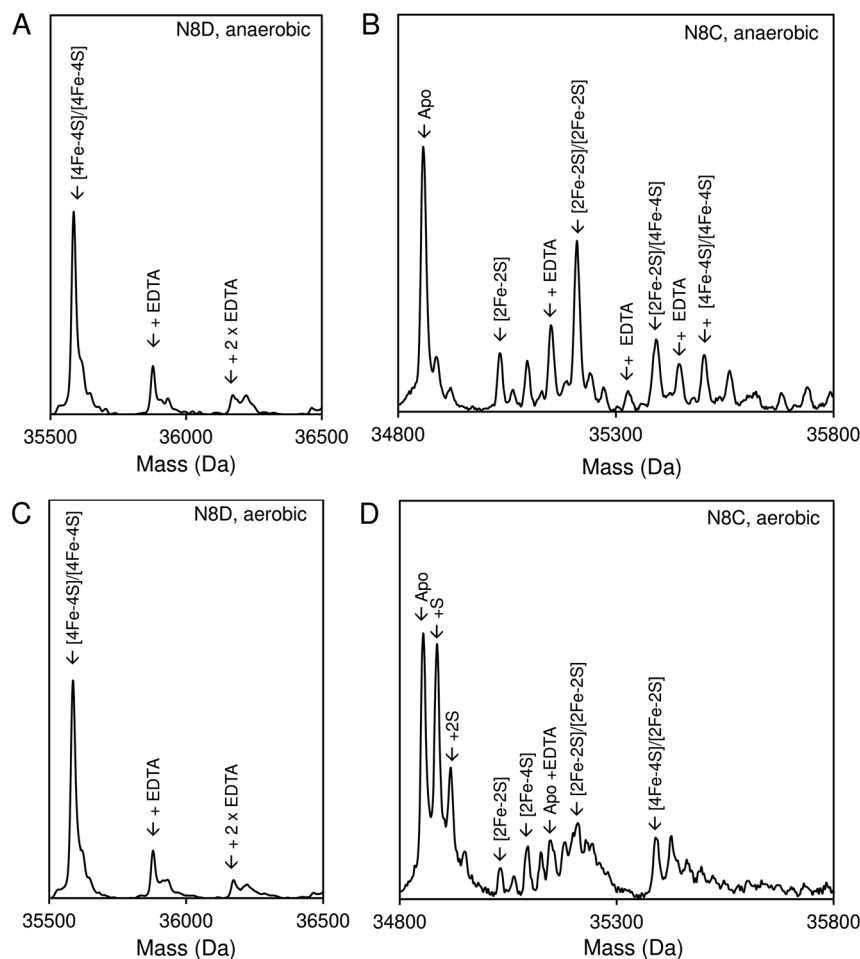 A
N8D, anaerobic
← [4Fe-4S]/[4Fe-4S]
← + EDTA
← + 2 x EDTA
35500
36000
36500
Mass (Da)
B
N8C, anaerobic
← Apo
← [2Fe-2S]
← + EDTA
← [2Fe-2S]/[2Fe-2S]
←+ EDTA
← [2Fe-2S]/[4Fe-4S]
← + EDTA
←+ [4Fe-4S]/[4Fe-4S]
34800
35300
35800
Mass (Da)
C
N8D, aerobic
← [4Fe-4S]/[4Fe-4S]
← + EDTA
← + 2 x EDTA
35500
36000
36500
Mass (Da)
D
N8C, aerobic
← Apo
←+S
← +2S
← [2Fe-2S]
← [2Fe-4S]
← Apo +EDTA
← [2Fe-2S]/[2Fe-2S]
← [4Fe-4S]/[2Fe-2S]
34800
35300
35800
Mass (Da)